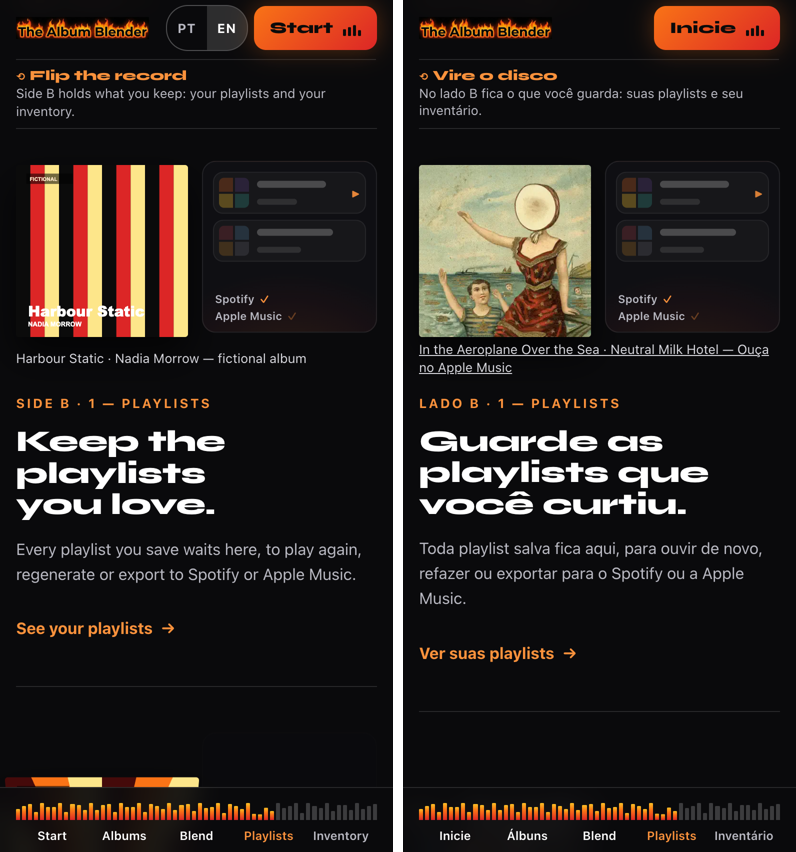 The Album Blender
PT EN
Start
⟲ Flip the record
Side B holds what you keep: your playlists and your
inventory.
FICTIONAL
Harbour Static
NADIA MORROW
Spotify ✓
Apple Music ✓
Harbour Static · Nadia Morrow — fictional album
SIDE B · 1 — PLAYLISTS
Keep the
playlists
you love.
Every playlist you save waits here, to play again,
regenerate or export to Spotify or Apple Music.
See your playlists →
Start Albums Blend Playlists Inventory
The Album Blender
Inicie
⟲ Vire o disco
No lado B fica o que você guarda: suas playlists e seu
inventário.
Spotify ✓
Apple Music ✓
In the Aeroplane Over the Sea · Neutral Milk Hotel — Ouça
no Apple Music
LADO B · 1 — PLAYLISTS
Guarde as
playlists que
você curtiu.
Toda playlist salva fica aqui, para ouvir de novo,
refazer ou exportar para o Spotify ou a Apple
Music.
Ver suas playlists →
Inicie Álbuns Blend Playlists Inventário